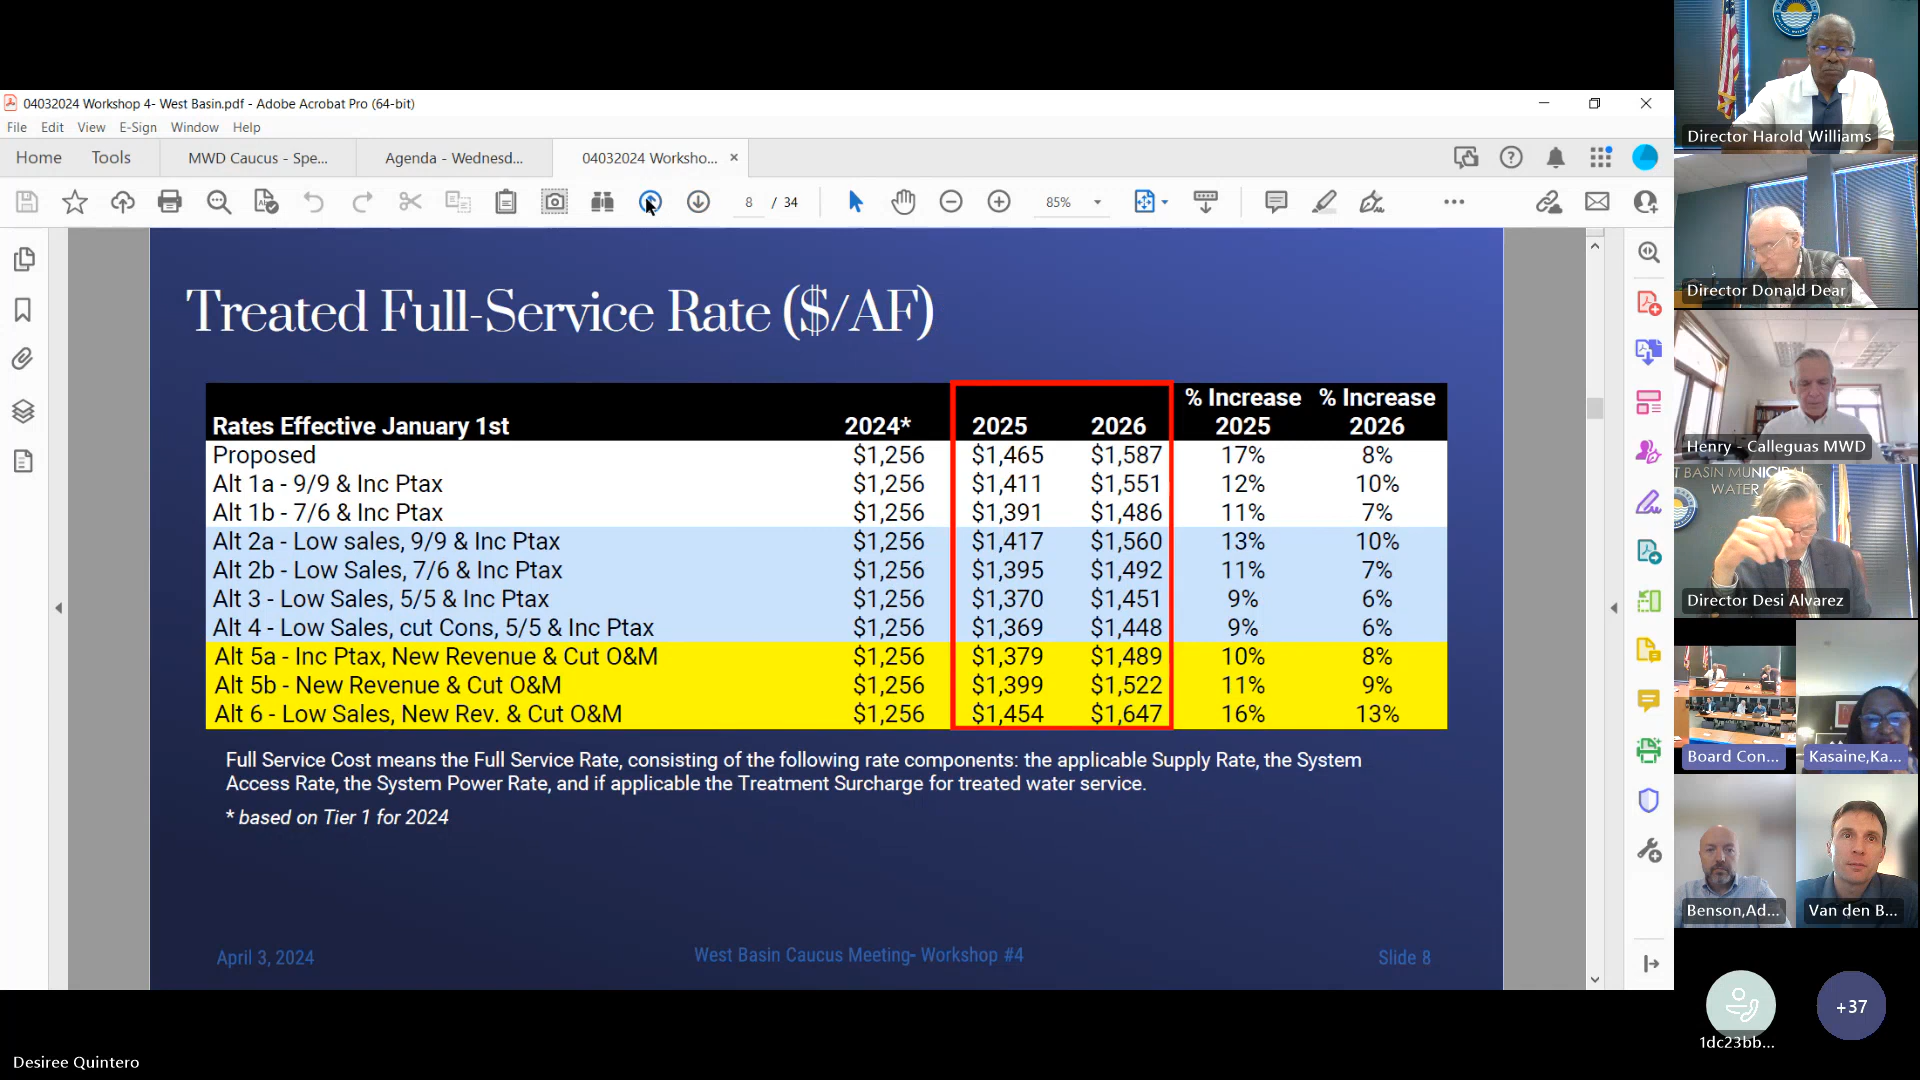 04032024 Workshop 4- West Basin.pdf - Adobe Acrobat Pro (64-bit)
File Edit View E-Sign Window Help
Home Tools MWD Caucus - Spe... Agenda - Wednesd... 04032024 Worksho... ×
8 / 34 85%
Treated Full-Service Rate ($/AF)
Rates Effective January 1st 2024* 2025 2026 % Increase 2025 % Increase 2026
Proposed $1,256 $1,465 $1,587 17% 8%
Alt 1a - 9/9 & Inc Ptax $1,256 $1,411 $1,551 12% 10%
Alt 1b - 7/6 & Inc Ptax $1,256 $1,391 $1,486 11% 7%
Alt 2a - Low sales, 9/9 & Inc Ptax $1,256 $1,417 $1,560 13% 10%
Alt 2b - Low Sales, 7/6 & Inc Ptax $1,256 $1,395 $1,492 11% 7%
Alt 3 - Low Sales, 5/5 & Inc Ptax $1,256 $1,370 $1,451 9% 6%
Alt 4 - Low Sales, cut Cons, 5/5 & Inc Ptax $1,256 $1,369 $1,448 9% 6%
Alt 5a - Inc Ptax, New Revenue & Cut O&M $1,256 $1,379 $1,489 10% 8%
Alt 5b - New Revenue & Cut O&M $1,256 $1,399 $1,522 11% 9%
Alt 6 - Low Sales, New Rev. & Cut O&M $1,256 $1,454 $1,647 16% 13%
Full Service Cost means the Full Service Rate, consisting of the following rate components: the applicable Supply Rate, the System
Access Rate, the System Power Rate, and if applicable the Treatment Surcharge for treated water service.
* based on Tier 1 for 2024
April 3, 2024 West Basin Caucus Meeting- Workshop #4 Slide 8
Desiree Quintero
Director Harold Williams
Director Donald Dear
Henry - Calleguas MWD
BASIN MUNICIPAL
WATER
Director Desi Alvarez
Board Con...
Kasaine,Ka...
Benson,Ad...
Van den B...
1dc23bb...
+37